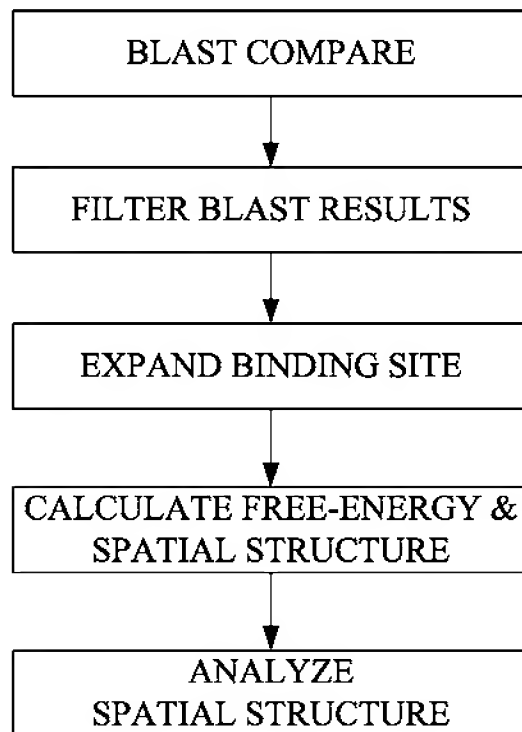 BLAST COMPARE
FILTER BLAST RESULTS
EXPAND BINDING SITE
CALCULATE FREE-ENERGY &
SPATIAL STRUCTURE
ANALYZE
SPATIAL STRUCTURE